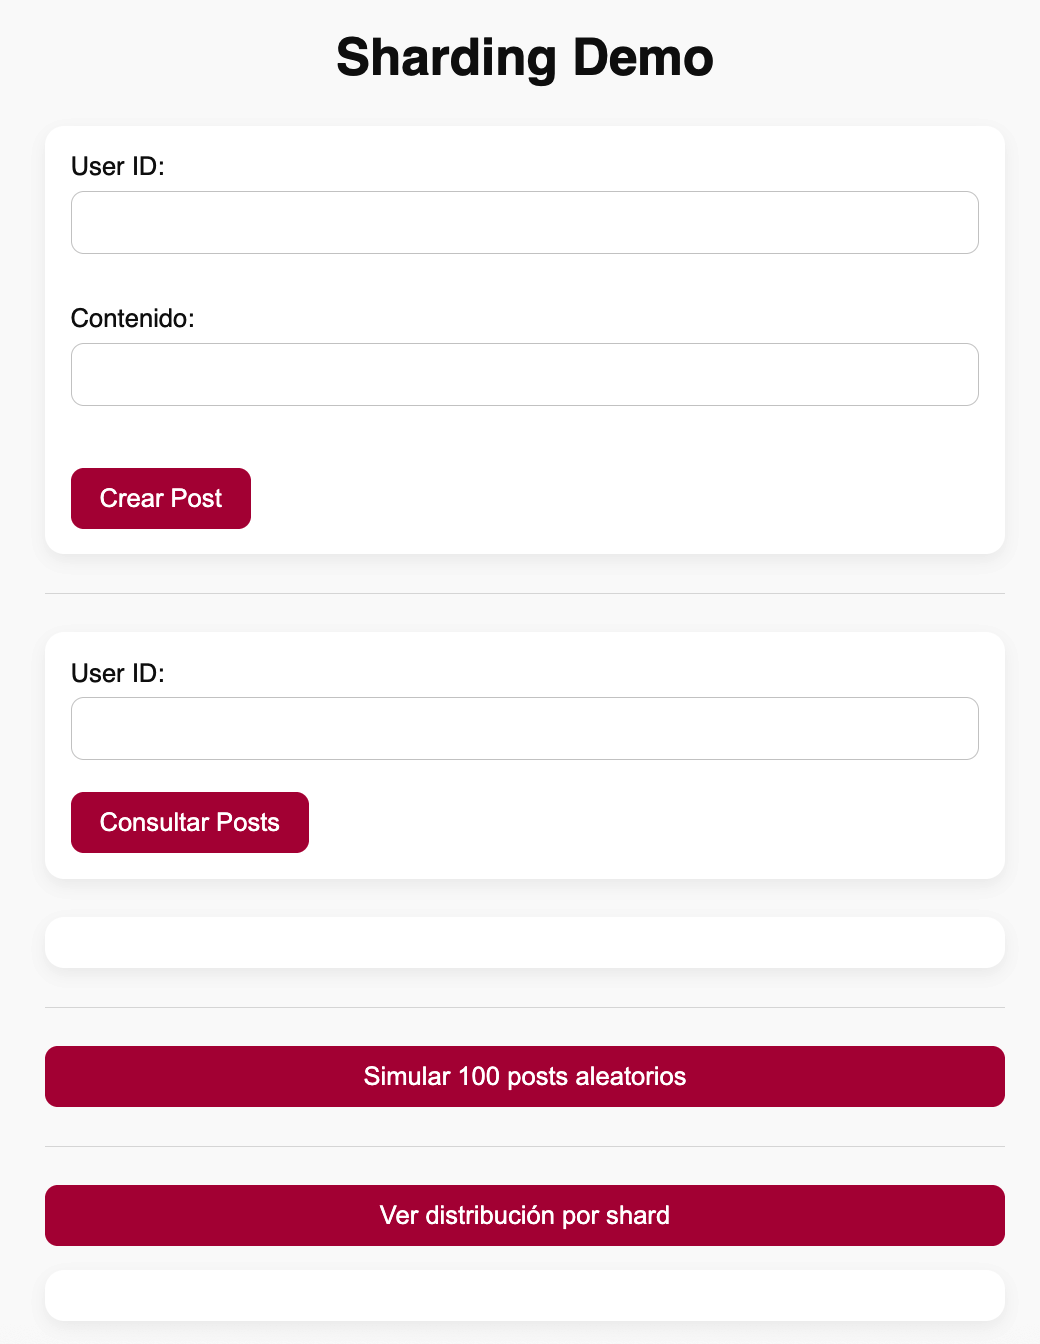 Sharding Demo
User ID:
Contenido:
Crear Post
User ID:
Consultar Posts
Simular 100 posts aleatorios
Ver distribución por shard